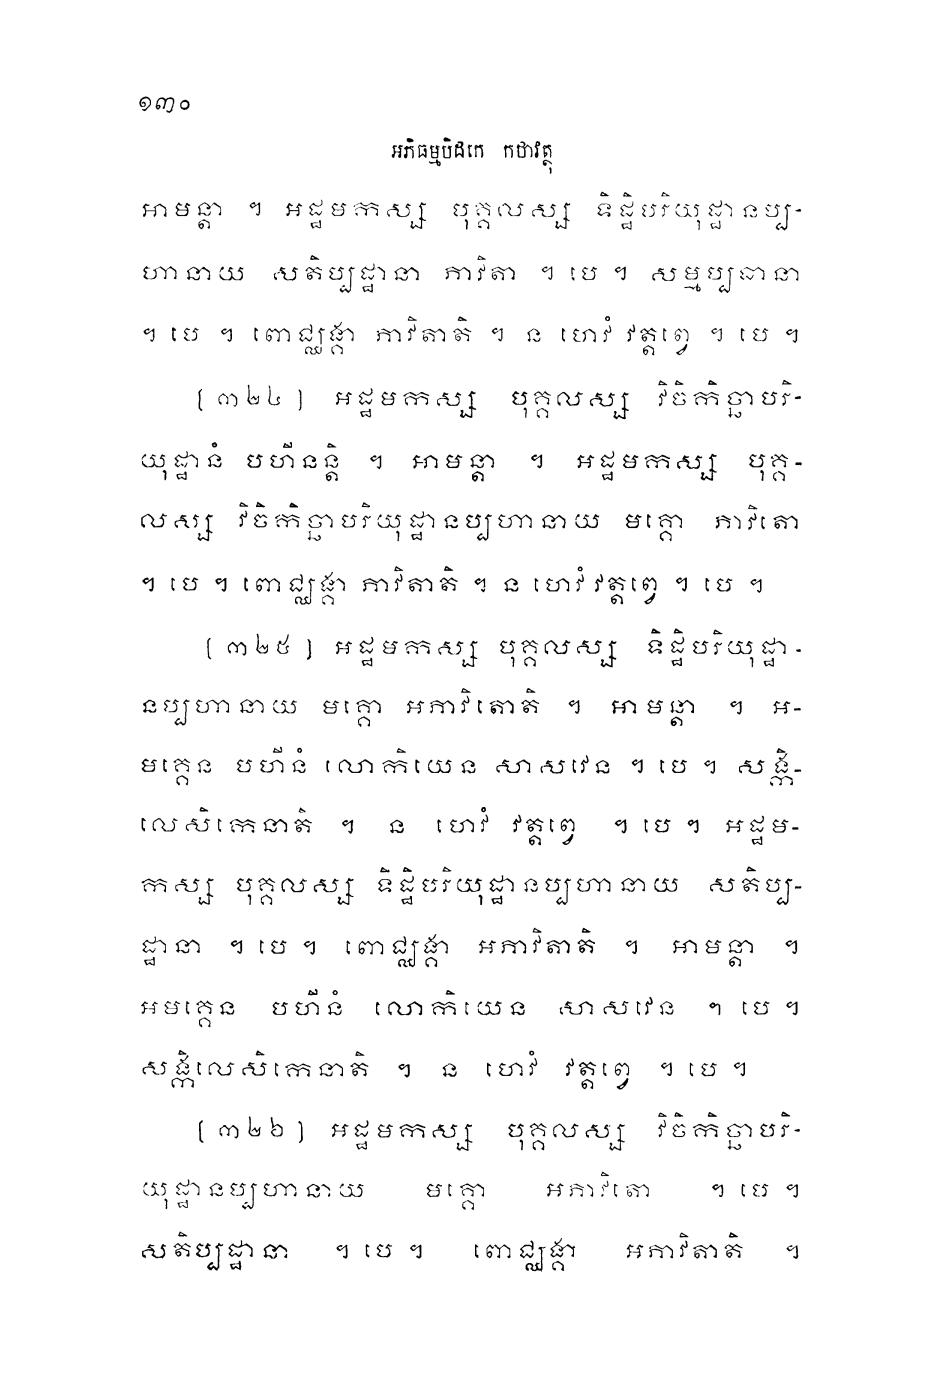 ១៣០
អភិធម្មបិដកេ កថាវត្ថុ
អាមន្តា ។ អដ្ឋមកស្ស បុគ្គលស្ស ទិដ្ឋិបរិយុដ្ឋានប្ប-
ហានាយ សតិប្បដ្ឋានា ភាវិតា ។ បេ ។ សម្មប្បធានា
។ បេ ។ ពោជ្ឈង្គា ភាវិតាតិ ។ ន ហេវំ វត្តព្វេ ។ បេ ។
[៣២៤] អដ្ឋមកស្ស បុគ្គលស្ស វិចិកិច្ឆាបរិ-
យុដ្ឋានំ បហីនន្តិ ។ អាមន្តា ។ អដ្ឋមកស្ស បុគ្គ-
លស្ស វិចិកិច្ឆាបរិយុដ្ឋានប្បហានាយ មគ្គោ ភាវិតោ
។ បេ ។ ពោជ្ឈង្គា ភាវិតាតិ ។ ន ហេវំ វត្តព្វេ ។ បេ ។
[៣២៥] អដ្ឋមកស្ស បុគ្គលស្ស ទិដ្ឋិបរិយុដ្ឋា-
នប្បហានាយ មគ្គោ អភាវិតោតិ ។ អាមន្តា ។ អ-
មគ្គេន បហីនំ លោកិយេន សាសវេន ។ បេ ។ សង្កិ-
លេសិកេនាតិ ។ ន ហេវំ វត្តព្វេ ។ បេ ។ អដ្ឋម-
កស្ស បុគ្គលស្ស ទិដ្ឋិបរិយុដ្ឋានប្បហានាយ សតិប្ប-
ដ្ឋានា ។ បេ ។ ពោជ្ឈង្គា អភាវិតាតិ ។ អាមន្តា ។
អមគ្គេន បហីនំ លោកិយេន សាសវេន ។ បេ ។
សង្កិលេសិកេនាតិ ។ ន ហេវំ វត្តព្វេ ។ បេ ។
[៣២៦] អដ្ឋមកស្ស បុគ្គលស្ស វិចិកិច្ឆាបរិ-
យុដ្ឋានប្បហានាយ មគ្គោ អភាវិតោ ។ បេ ។
សតិប្បដ្ឋានា ។ បេ ។ ពោជ្ឈង្គា អភាវិតាតិ ។